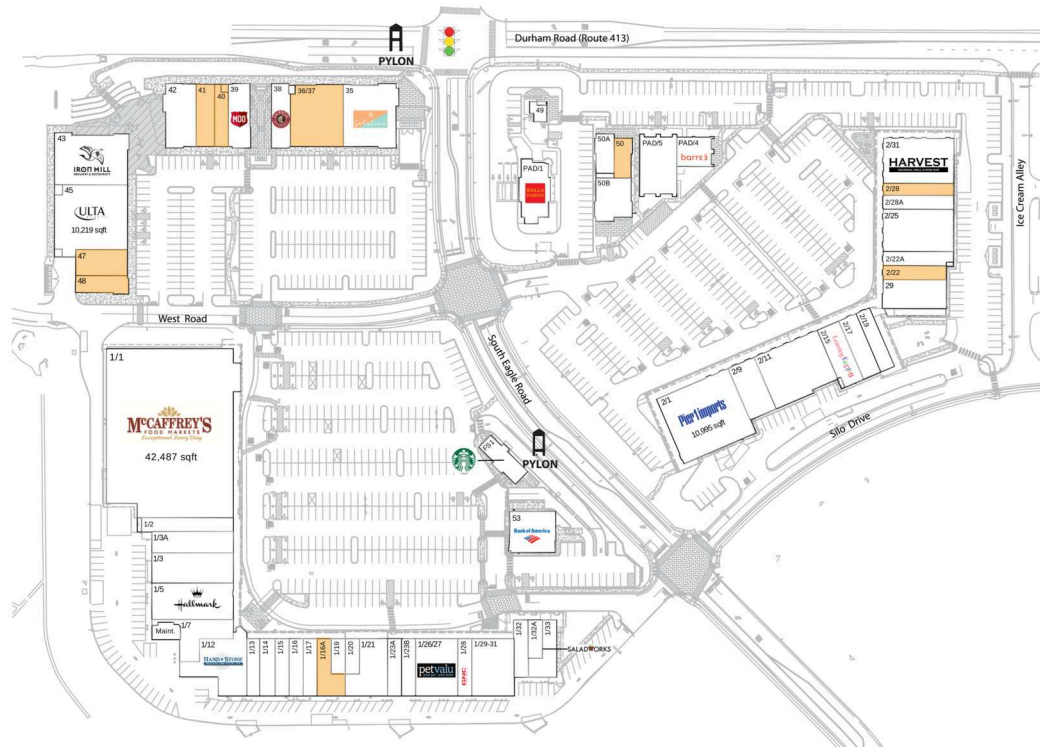 Durham Road (Route 413)
PYLON
42
41
40
39
MOD
38
36/37
35
43
IRON MILL
45
ULTA
10,219 sqft
47
48
49
PAD/1
WELLS
FARGO
50A
50
50B
PAD/5
PAD/4
barre3
2/31
HARVEST
2/28
2/28A
2/25
2/22A
2/22
29
Ice Cream Alley
West Road
South Eagle Road
1/1
McCAFFREY'S
FOOD MARKETS
Exceptional Every Day
42,487 sqft
2/1
Pier 1 imports
10,995 sqft
2/9
2/11
2/15
2/17
2/19
Silo Drive
FS1
PYLON
53
Bank of America
1/2
1/3A
1/3
1/5
Hallmark
Maint.
1/7
1/12
HAND & STONE
1/13
1/14
1/15
1/16
1/17
1/16A
1/19
1/20
1/21
1/23A
1/23B
1/26/27
petvalu
1/28
GNC
1/29-31
1/32
1/32A
1/33
SALADWORKS